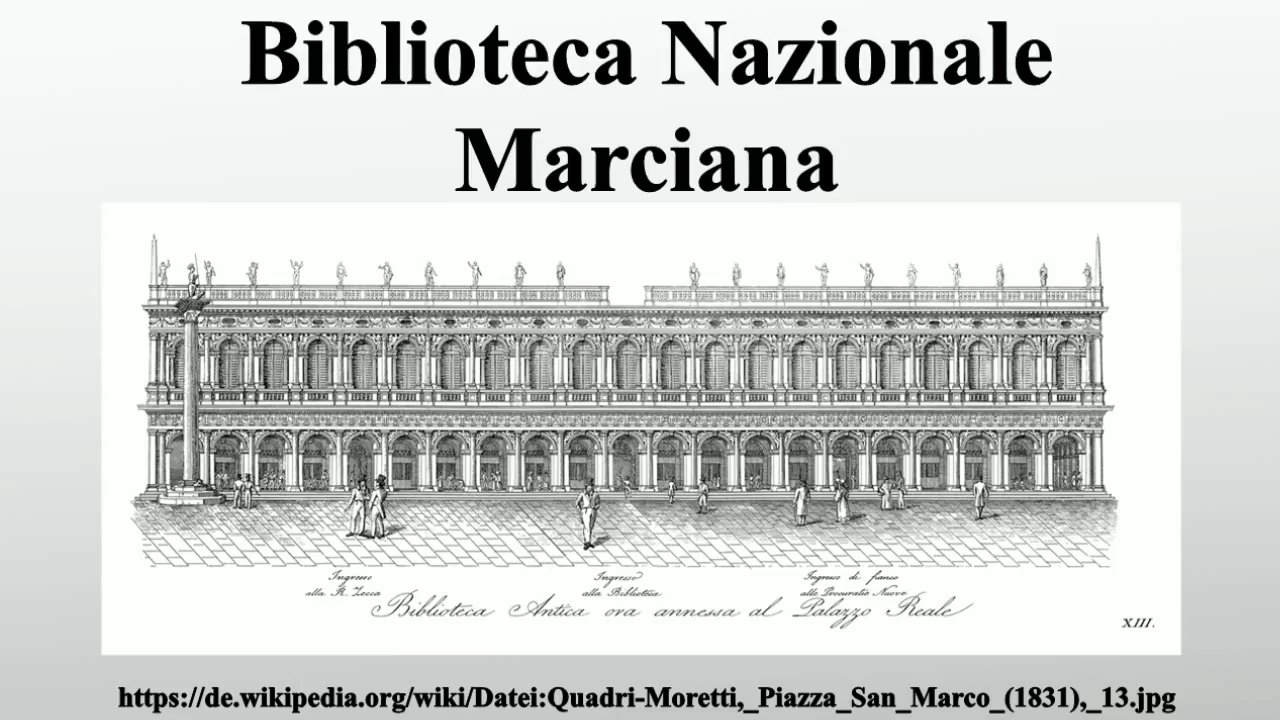 Biblioteca Nazionale
Marciana
Ingresso
alla R. Zecca
Ingresso
alla Biblioteca
Ingresso di fianco
alle Procuratie Nuove
Biblioteca Antica ora annessa al Palazzo Reale
XIII.
https://de.wikipedia.org/wiki/Datei:Quadri-Moretti,_Piazza_San_Marco_(1831),_13.jpg